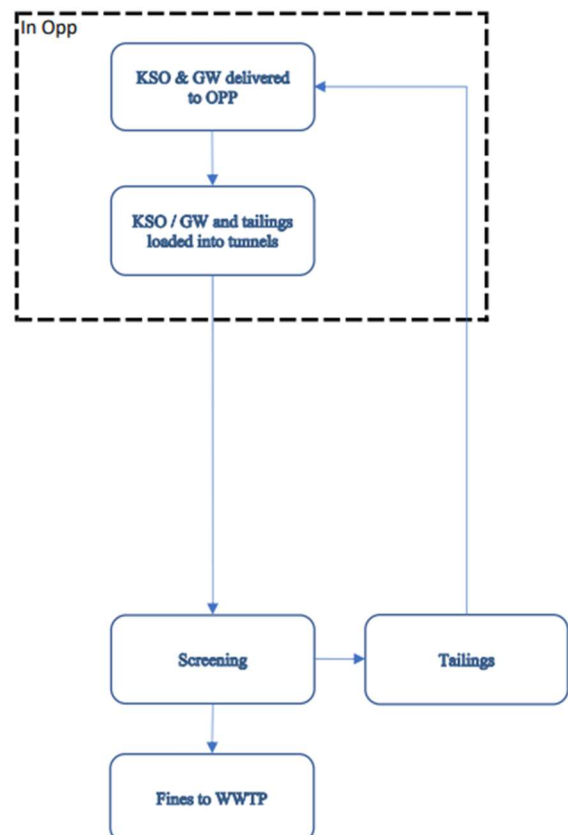 In Opp
KSO & GW delivered
to OPP
KSO / GW and tailings
loaded into tunnels
Screening
Tailings
Fines to WWTP